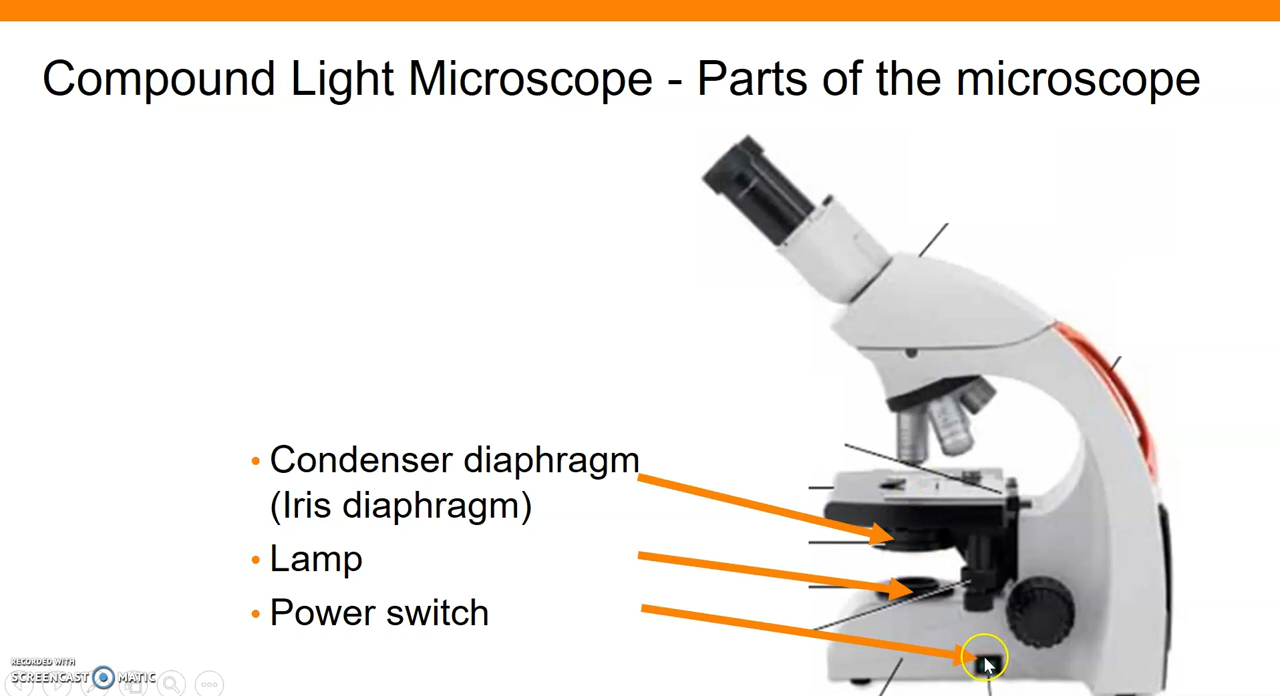 Compound Light Microscope - Parts of the microscope
• Condenser diaphragm
(Iris diaphragm)
• Lamp
• Power switch
RECORDED WITH
SCREENCAST MATIC